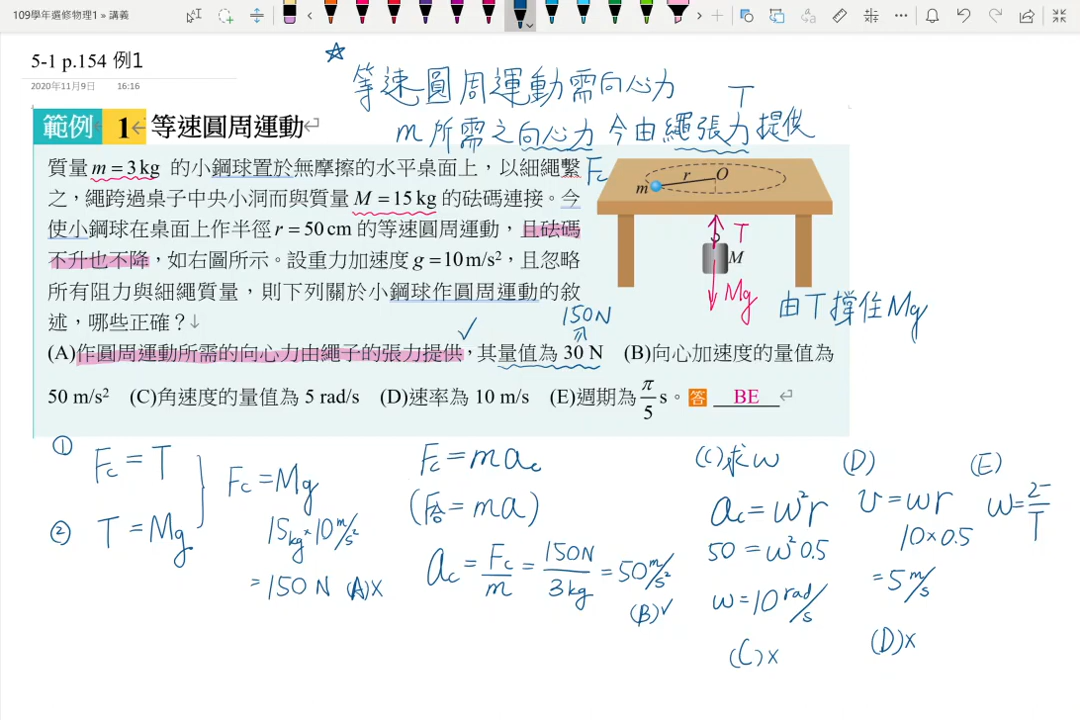 109學年選修物理1 » 講義
5-1 p.154 例1
2020年11月9日 16:16
等速圓周運動需向心力
T
m所需之向心力今由繩張力提供
Fc
範例 1 等速圓周運動
質量 m = 3 kg 的小鋼球置於無摩擦的水平桌面上，以細繩繫
之，繩跨過桌子中央小洞而與質量 M = 15 kg 的砝碼連接。今
使小鋼球在桌面上作半徑 r = 50 cm 的等速圓周運動，且砝碼
不升也不降，如右圖所示。設重力加速度 g = 10 m/s²，且忽略
所有阻力與細繩質量，則下列關於小鋼球作圓周運動的敘
述，哪些正確？
m r O
T
M
Mg
由T撐住Mg
150N
(A)作圓周運動所需的向心力由繩子的張力提供，其量值為 30 N (B)向心加速度的量值為
50 m/s² (C)角速度的量值為 5 rad/s (D)速率為 10 m/s (E)週期為 π/5 s。答 BE
① Fc = T
② T = Mg
Fc = Mg
15kg × 10 m/s²
= 150 N (A)×
Fc = mac
(F合 = ma)
ac = Fc/m = 150N/3kg = 50 m/s²
(B)✓
(C)求ω
ac = ω²r
50 = ω² 0.5
ω = 10 rad/s
(C)×
(D)
v = ωr
10 × 0.5
= 5 m/s
(D)×
(E)
ω = 2-/T